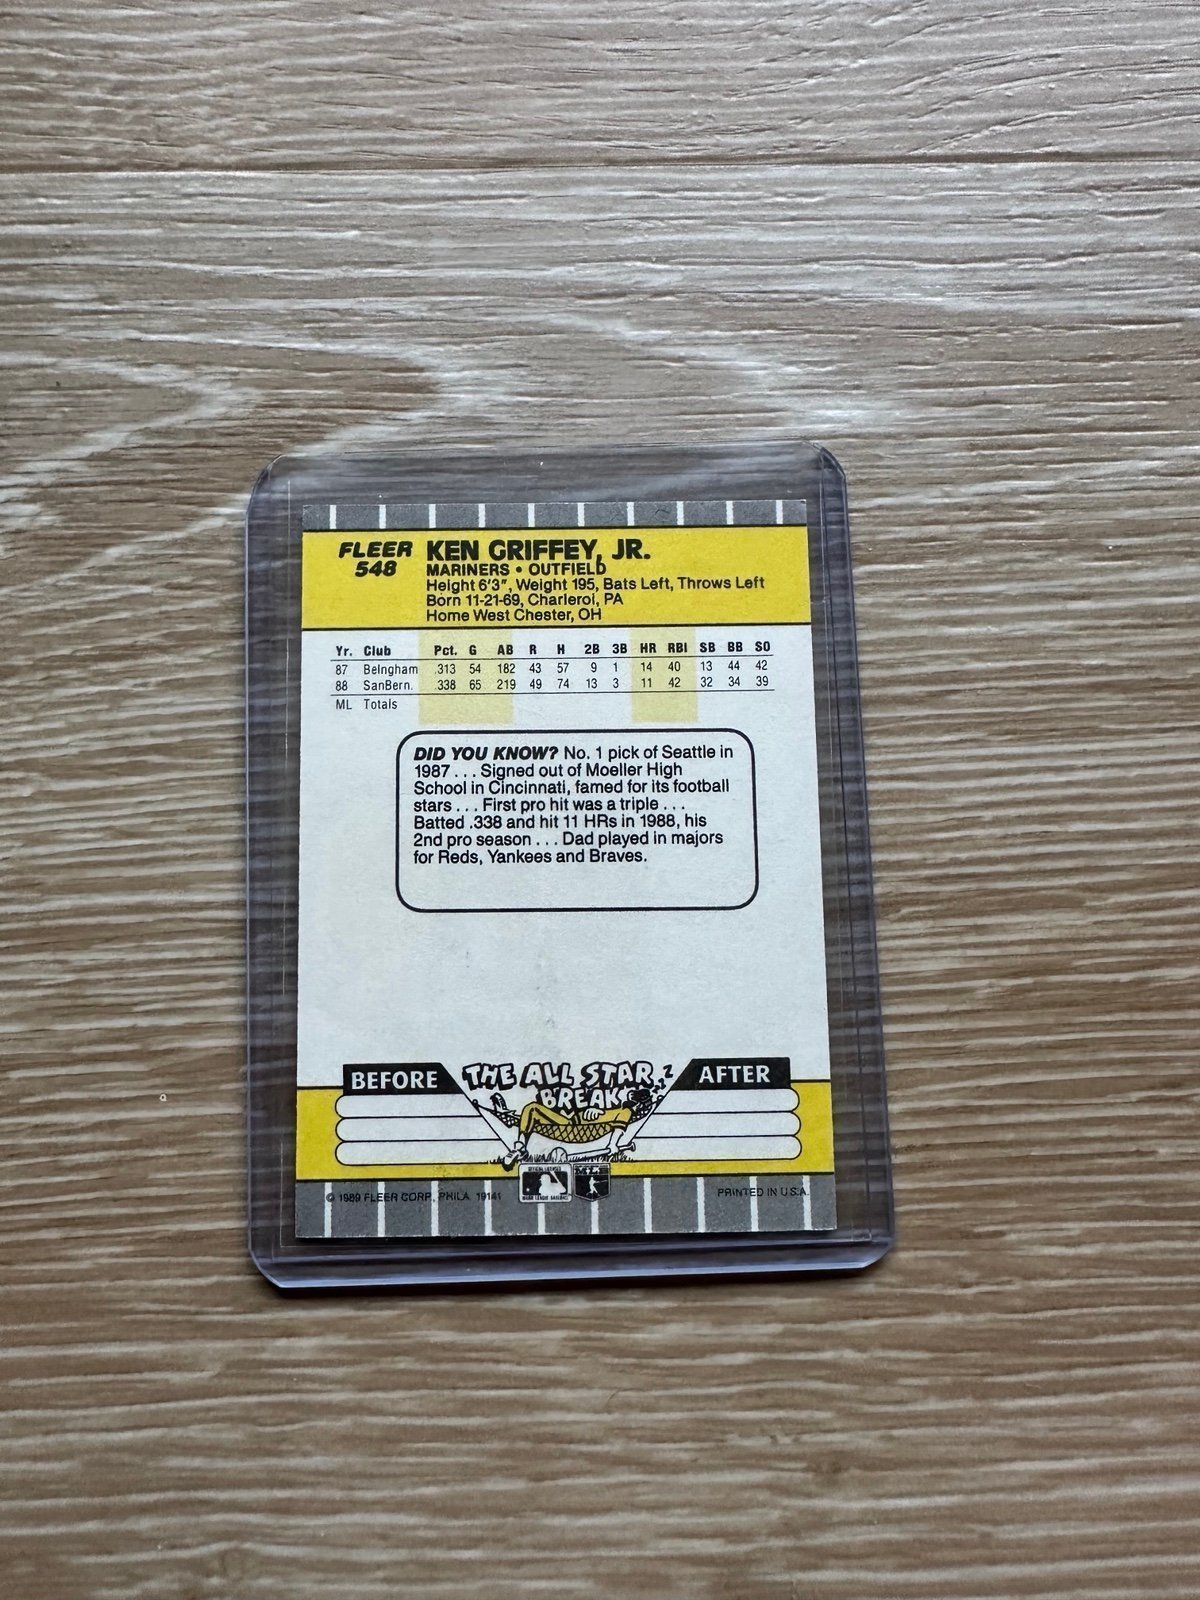 FLEER
548
KEN GRIFFEY, JR.
MARINERS • OUTFIELD
Height 6'3", Weight 195, Bats Left, Throws Left
Born 11-21-69, Charleroi, PA
Home West Chester, OH
Yr. Club Pct. G AB R H 2B 3B HR RBI SB BB SO
87 Belngham .313 54 182 43 57 9 1 14 40 13 44 42
88 SanBern. .338 65 219 49 74 13 3 11 42 32 34 39
ML Totals
DID YOU KNOW? No. 1 pick of Seattle in
1987 . . . Signed out of Moeller High
School in Cincinnati, famed for its football
stars . . . First pro hit was a triple . . .
Batted .338 and hit 11 HRs in 1988, his
2nd pro season . . . Dad played in majors
for Reds, Yankees and Braves.
BEFORE
THE ALL STAR
BREAK
zzZ
AFTER
© 1989 FLEER CORP., PHILA. 19141
MLB
PRINTED IN U.S.A.